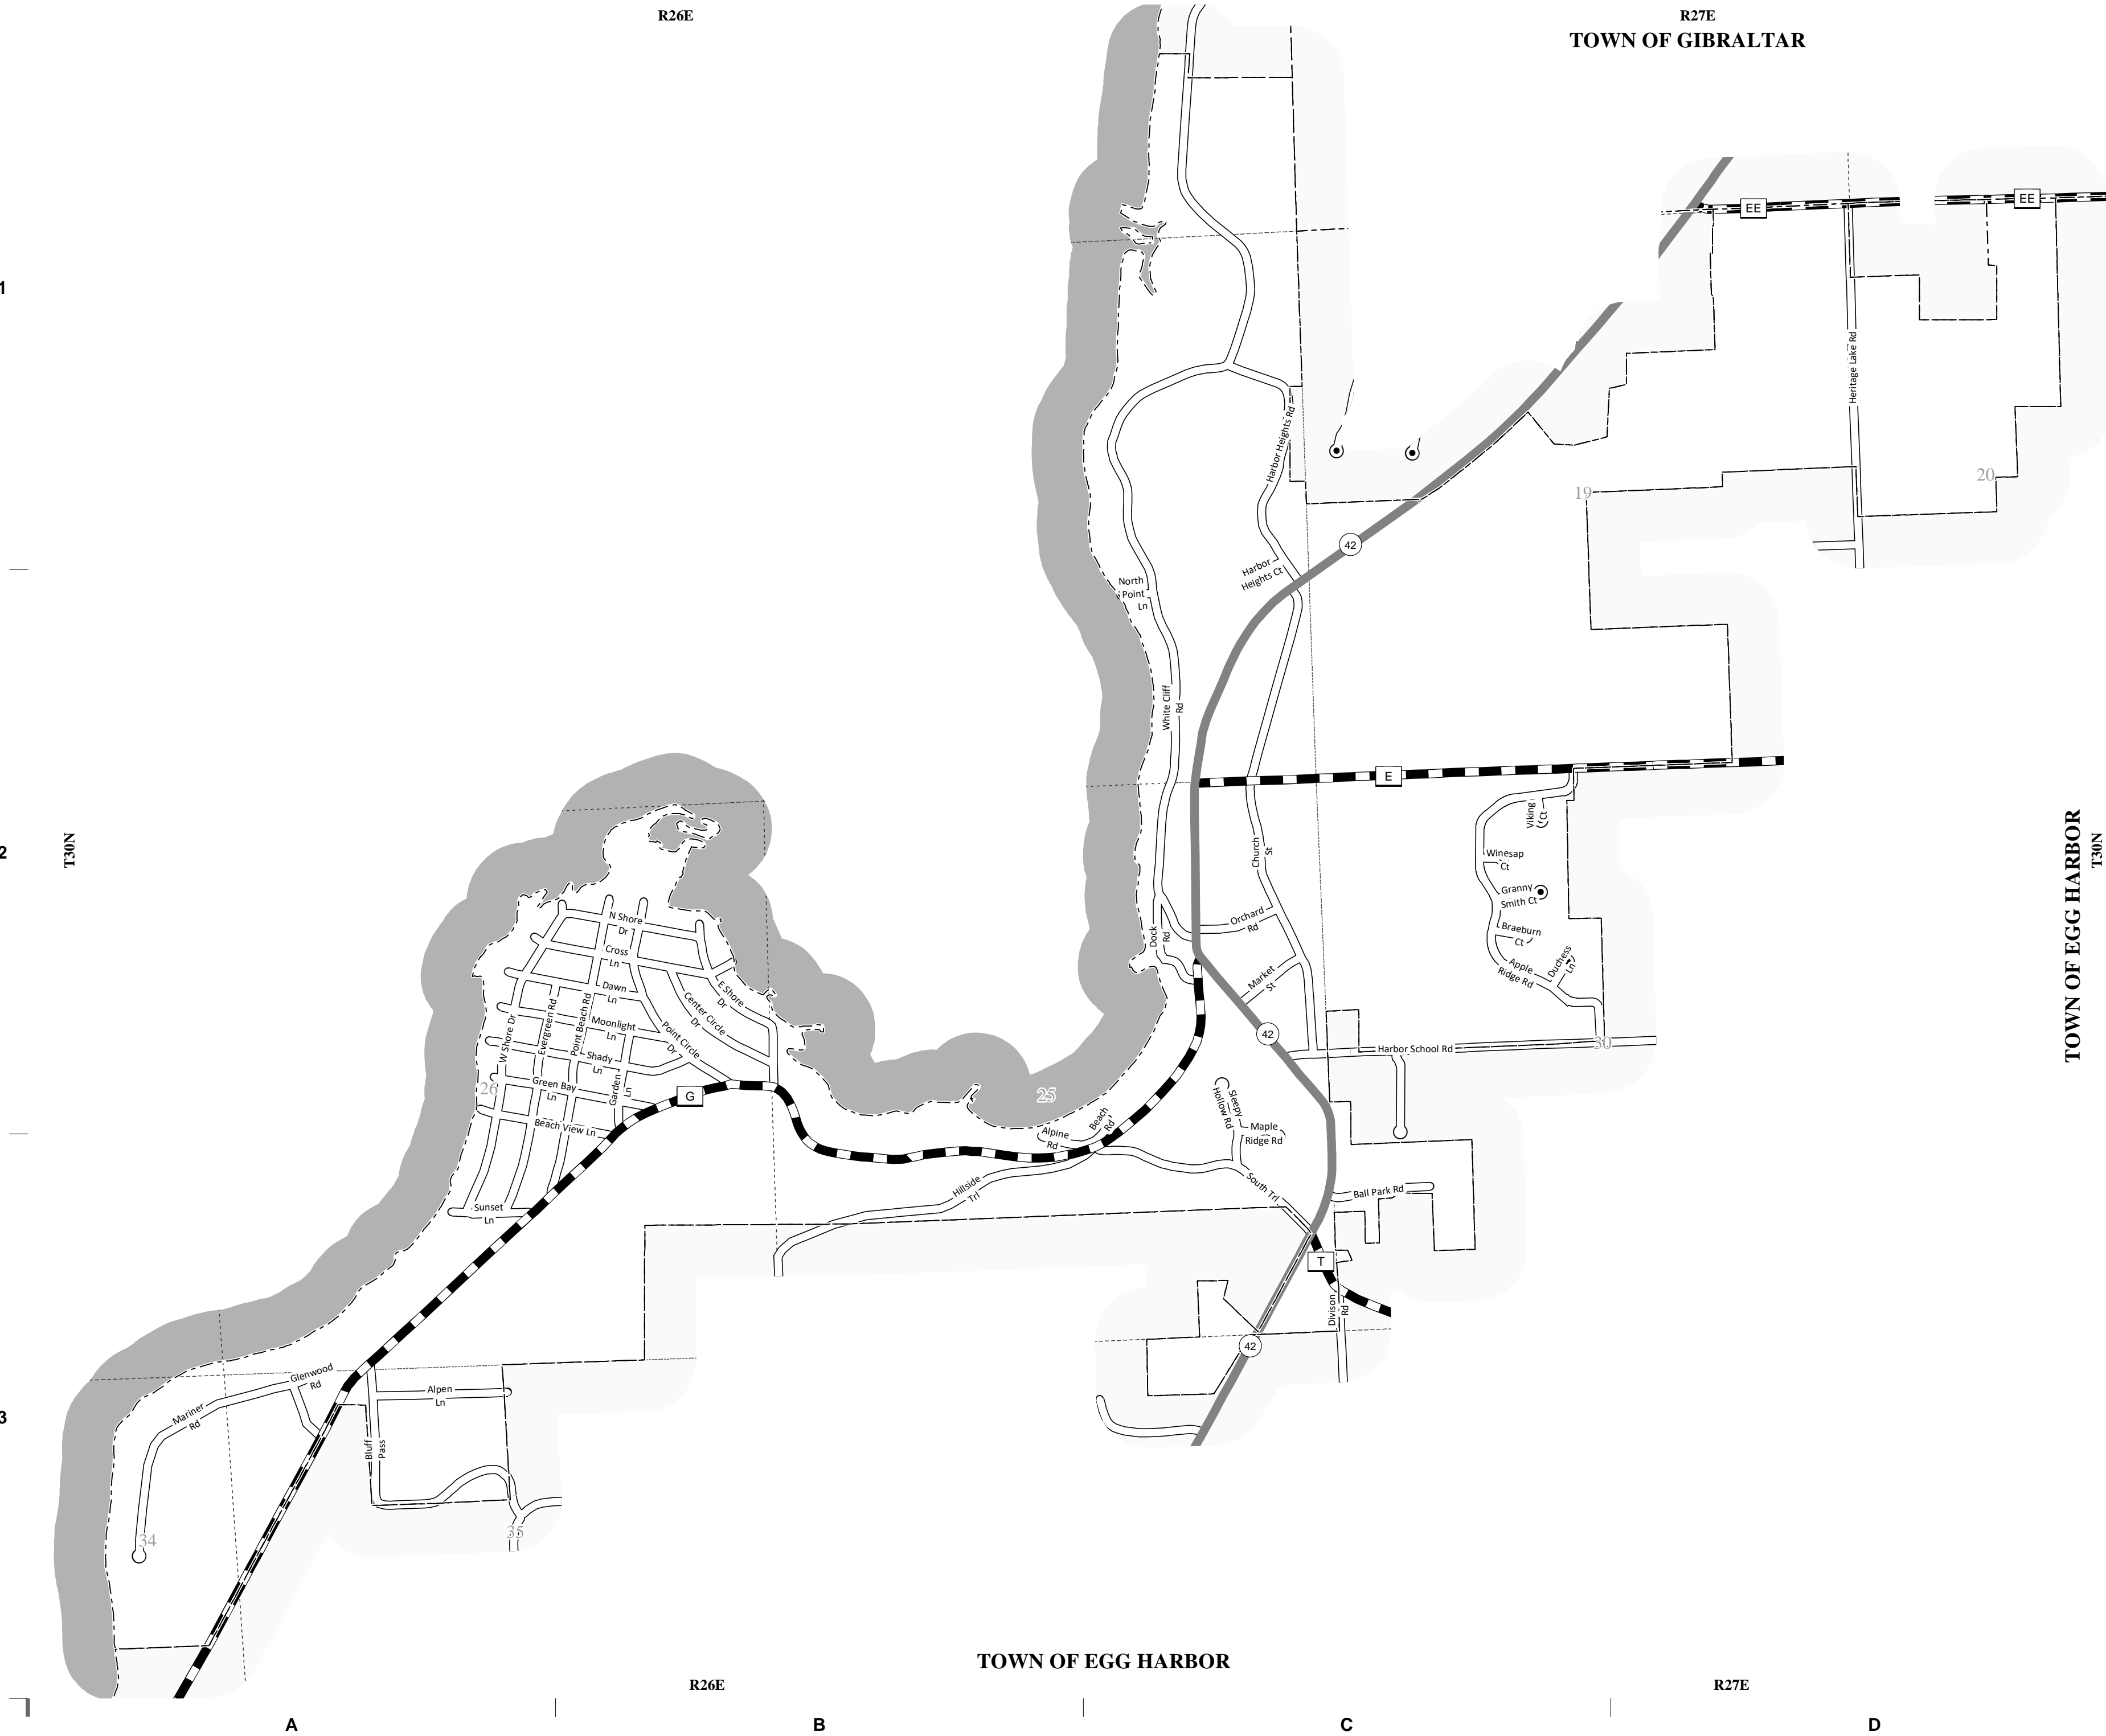 R26E
R27E
TOWN OF GIBRALTAR
EE
EE
1
Heritage Lake Rd
Harbor Heights Rd
20
19
42
Harbor
Heights Ct
North
Point
Ln
White Cliff
Rd
E
Viking
Ct
2
T30N
TOWN OF EGG HARBOR
T30N
Church
St
Winesap
Ct
Granny
Smith Ct
Orchard
Rd
Braeburn
Ct
Dock
Rd
N Shore
Dr
Cross
Ln
Apple
Ridge Rd
Duchess
Ln
Market
St
Dawn
Ln
E Shore
Dr
Center Circle
Dr
Moonlight
Ln
Point Circle
Dr
W Shore Dr
Evergreen Rd
Point Beach Rd
Shady
Ln
42
Harbor School Rd
30
26
Green Bay
Ln
Garden
Ln
G
25
Beach View Ln
Sleepy
Hollow Rd
Maple
Ridge Rd
Alpine
Rd
Beach
Rd
Hillside
Trl
South Trl
Ball Park Rd
Sunset
Ln
T
Divison
Rd
42
Glenwood
Rd
Alpen
Ln
3
Mariner
Rd
Bluff
Pass
34
35
TOWN OF EGG HARBOR
R26E
R27E
A
B
C
D